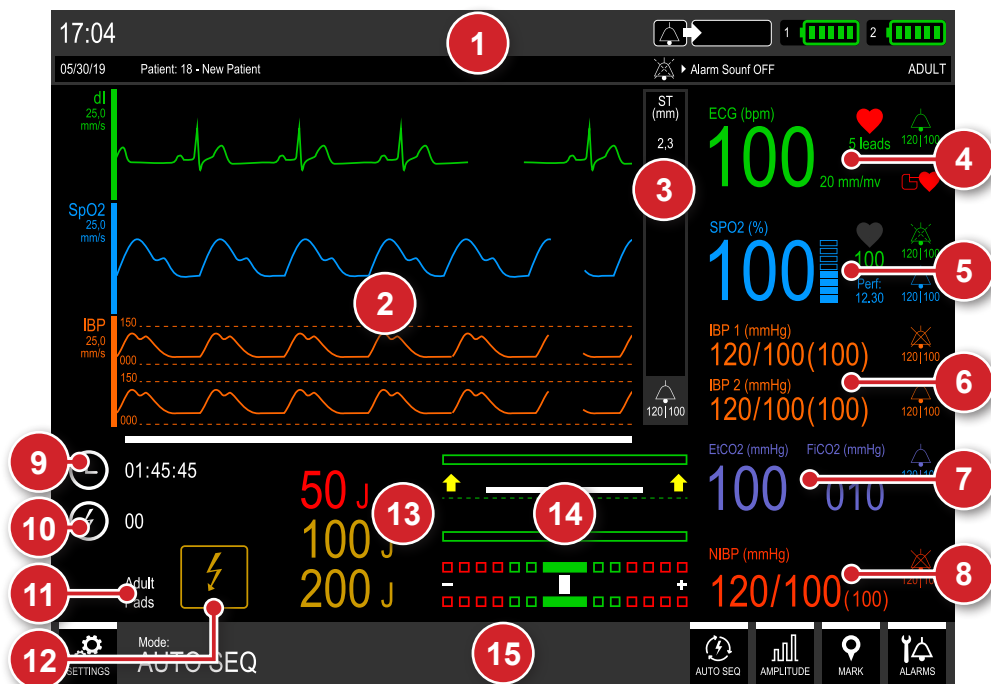 17:04
1
1
2
05/30/19 Patient: 18 - New Patient
Alarm Sounf OFF
ADULT
dI
25,0
mm/s
SpO2
25,0
mm/s
IBP
25,0
mm/s
150
000
150
000
2
ST
(mm)
2,3
3
120|100
ECG (bpm)
100
5 leads
20 mm/mv
120|100
4
SPO2 (%)
100
100
Perf:
12.30
120|100
120|100
5
IBP 1 (mmHg)
120/100(100)
120|100
IBP 2 (mmHg)
120/100(100)
120|100
6
EtCO2 (mmHg) FiCO2 (mmHg)
100 010
120|100
7
NIBP (mmHg)
120/100(100)
120|100
8
9
01:45:45
10
00
11
Adult
Pads
12
50 J
100 J
200 J
13
14
- +
SETTINGS
Mode:
AUTO SEQ
15
AUTO SEQ
AMPLITUDE
MARK
ALARMS